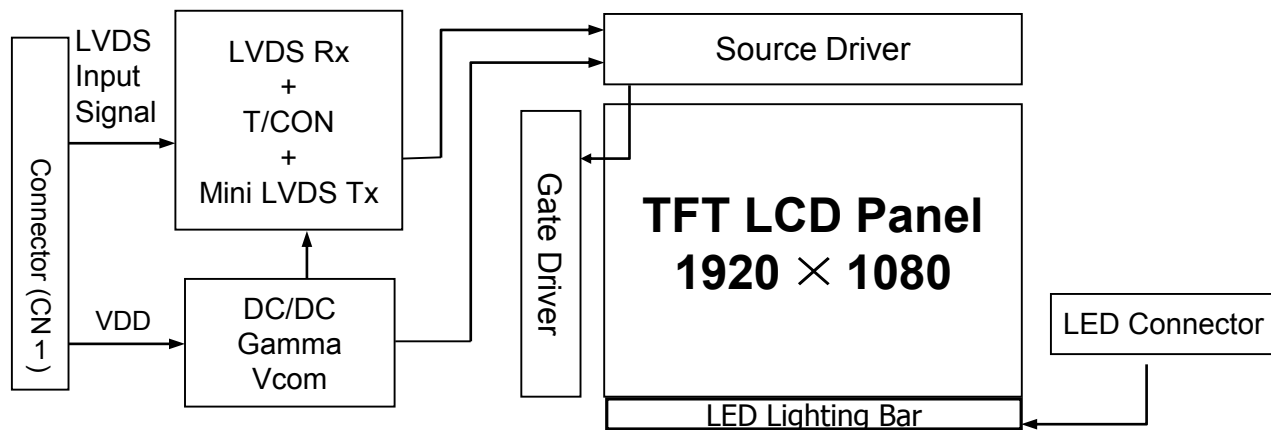 LVDS
Input
Signal
Connector (CN1)
LVDS Rx
+
T/CON
+
Mini LVDS Tx
VDD
DC/DC
Gamma
Vcom
Source Driver
Gate Driver
TFT LCD Panel
1920 × 1080
LED Connector
LED Lighting Bar